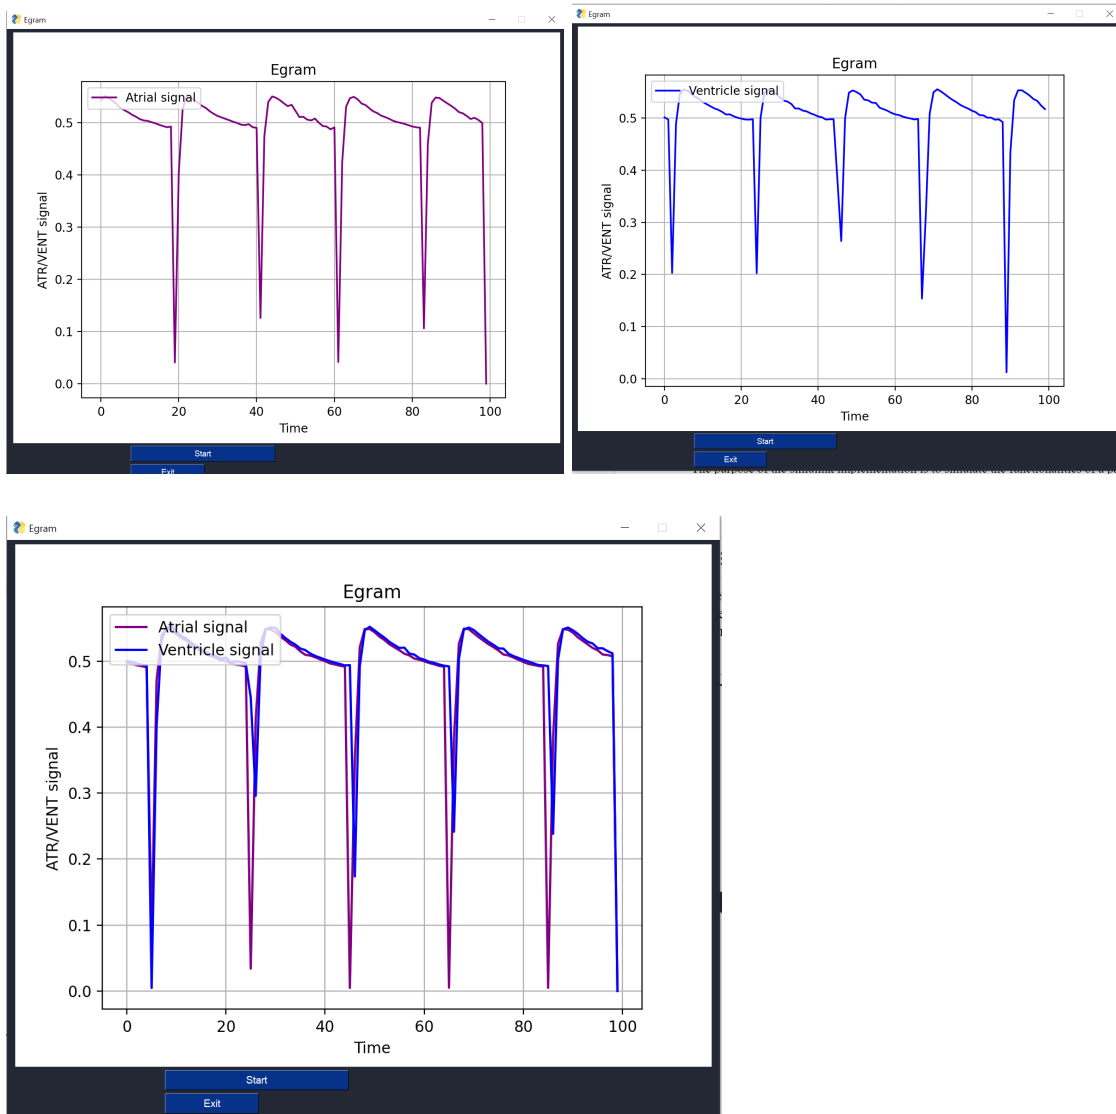 Egram
Egram
ATR/VENT signal
Atrial signal
0.5
0.4
0.3
0.2
0.1
0.0
0 20 40 60 80 100
Time
Start
Exit
Egram
Egram
ATR/VENT signal
Ventricle signal
0.5
0.4
0.3
0.2
0.1
0.0
0 20 40 60 80 100
Time
Start
Exit
Egram
Egram
ATR/VENT signal
Atrial signal
Ventricle signal
0.5
0.4
0.3
0.2
0.1
0.0
0 20 40 60 80 100
Time
Start
Exit